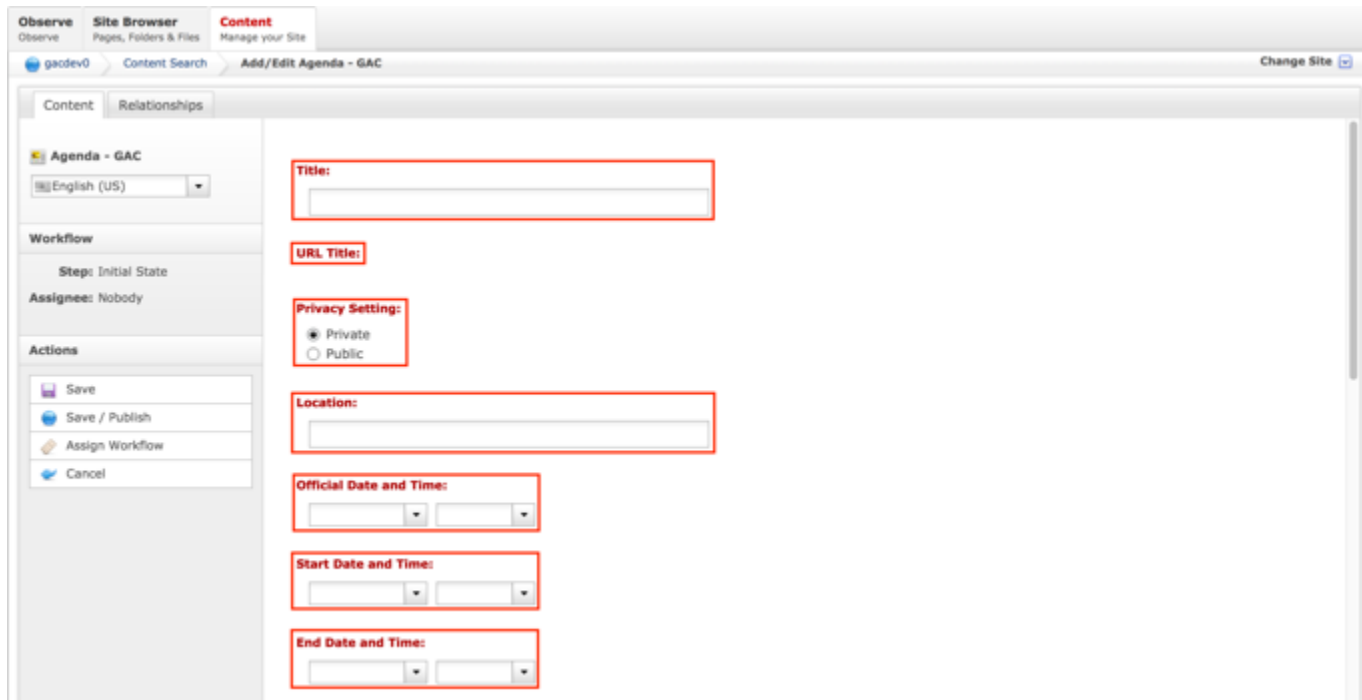 Observe Site Browser Content
Observe Pages, Folders & Files Manage your Site
gacdev0 Content Search Add/Edit Agenda - GAC Change Site
Content Relationships
Agenda - GAC
English (US)
Workflow
Step: Initial State
Assignee: Nobody
Actions
Save
Save / Publish
Assign Workflow
Cancel
Title:
URL Title:
Privacy Setting:
Private
Public
Location:
Official Date and Time:
Start Date and Time:
End Date and Time: